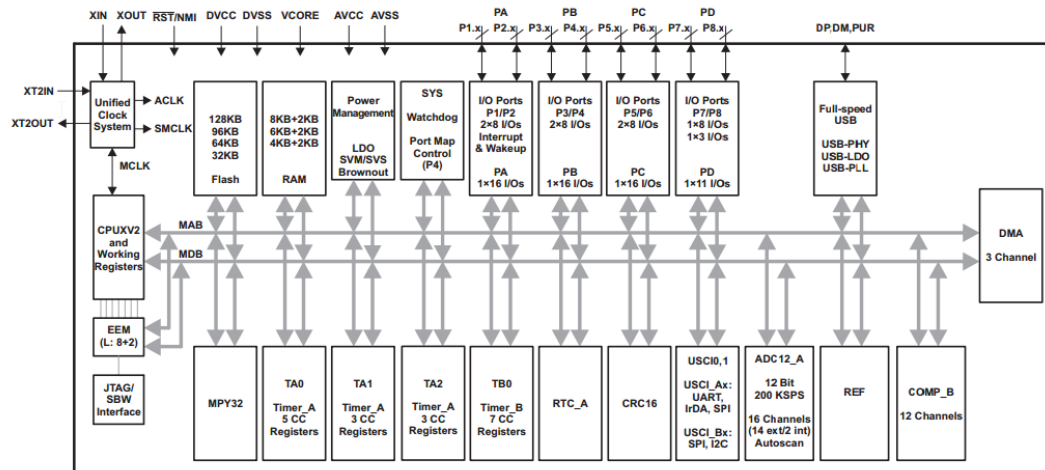 XIN
XOUT
RST/NMI
DVCC
DVSS
VCORE
AVCC
AVSS
PA
P1.x
P2.x
PB
P3.x
P4.x
PC
P5.x
P6.x
PD
P7.x
P8.x
DP,DM,PUR
XT2IN
XT2OUT
Unified
Clock
System
ACLK
SMCLK
MCLK
128KB
96KB
64KB
32KB
Flash
8KB+2KB
6KB+2KB
4KB+2KB
RAM
Power
Management
LDO
SVM/SVS
Brownout
SYS
Watchdog
Port Map
Control
(P4)
I/O Ports
P1/P2
2×8 I/Os
Interrupt
& Wakeup
PA
1×16 I/Os
I/O Ports
P3/P4
2×8 I/Os
PB
1×16 I/Os
I/O Ports
P5/P6
2×8 I/Os
PC
1×16 I/Os
I/O Ports
P7/P8
1×8 I/Os
1×3 I/Os
PD
1×11 I/Os
Full-speed
USB
USB-PHY
USB-LDO
USB-PLL
CPUXV2
and
Working
Registers
MAB
MDB
DMA
3 Channel
EEM
(L: 8+2)
JTAG/
SBW
Interface
MPY32
TA0
Timer_A
5 CC
Registers
TA1
Timer_A
3 CC
Registers
TA2
Timer_A
3 CC
Registers
TB0
Timer_B
7 CC
Registers
RTC_A
CRC16
USCI0,1
USCI_Ax:
UART,
IrDA, SPI
USCI_Bx:
SPI, I2C
ADC12_A
12 Bit
200 KSPS
16 Channels
(14 ext/2 int)
Autoscan
REF
COMP_B
12 Channels